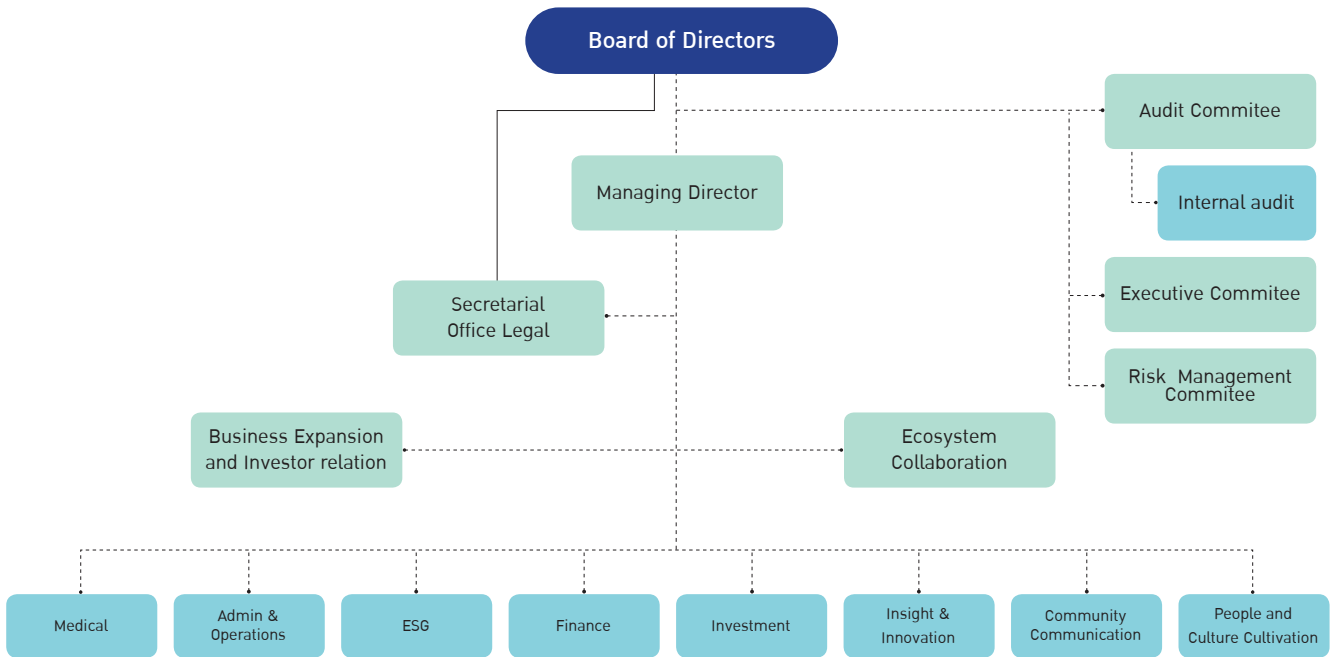 Board of Directors
Audit Commitee
Managing Director
Internal audit
Secretarial
Office Legal
Executive Commitee
Risk Management
Commitee
Business Expansion
and Investor relation
Ecosystem
Collaboration
Medical
Admin &
Operations
ESG
Finance
Investment
Insight &
Innovation
Community
Communication
People and
Culture Cultivation